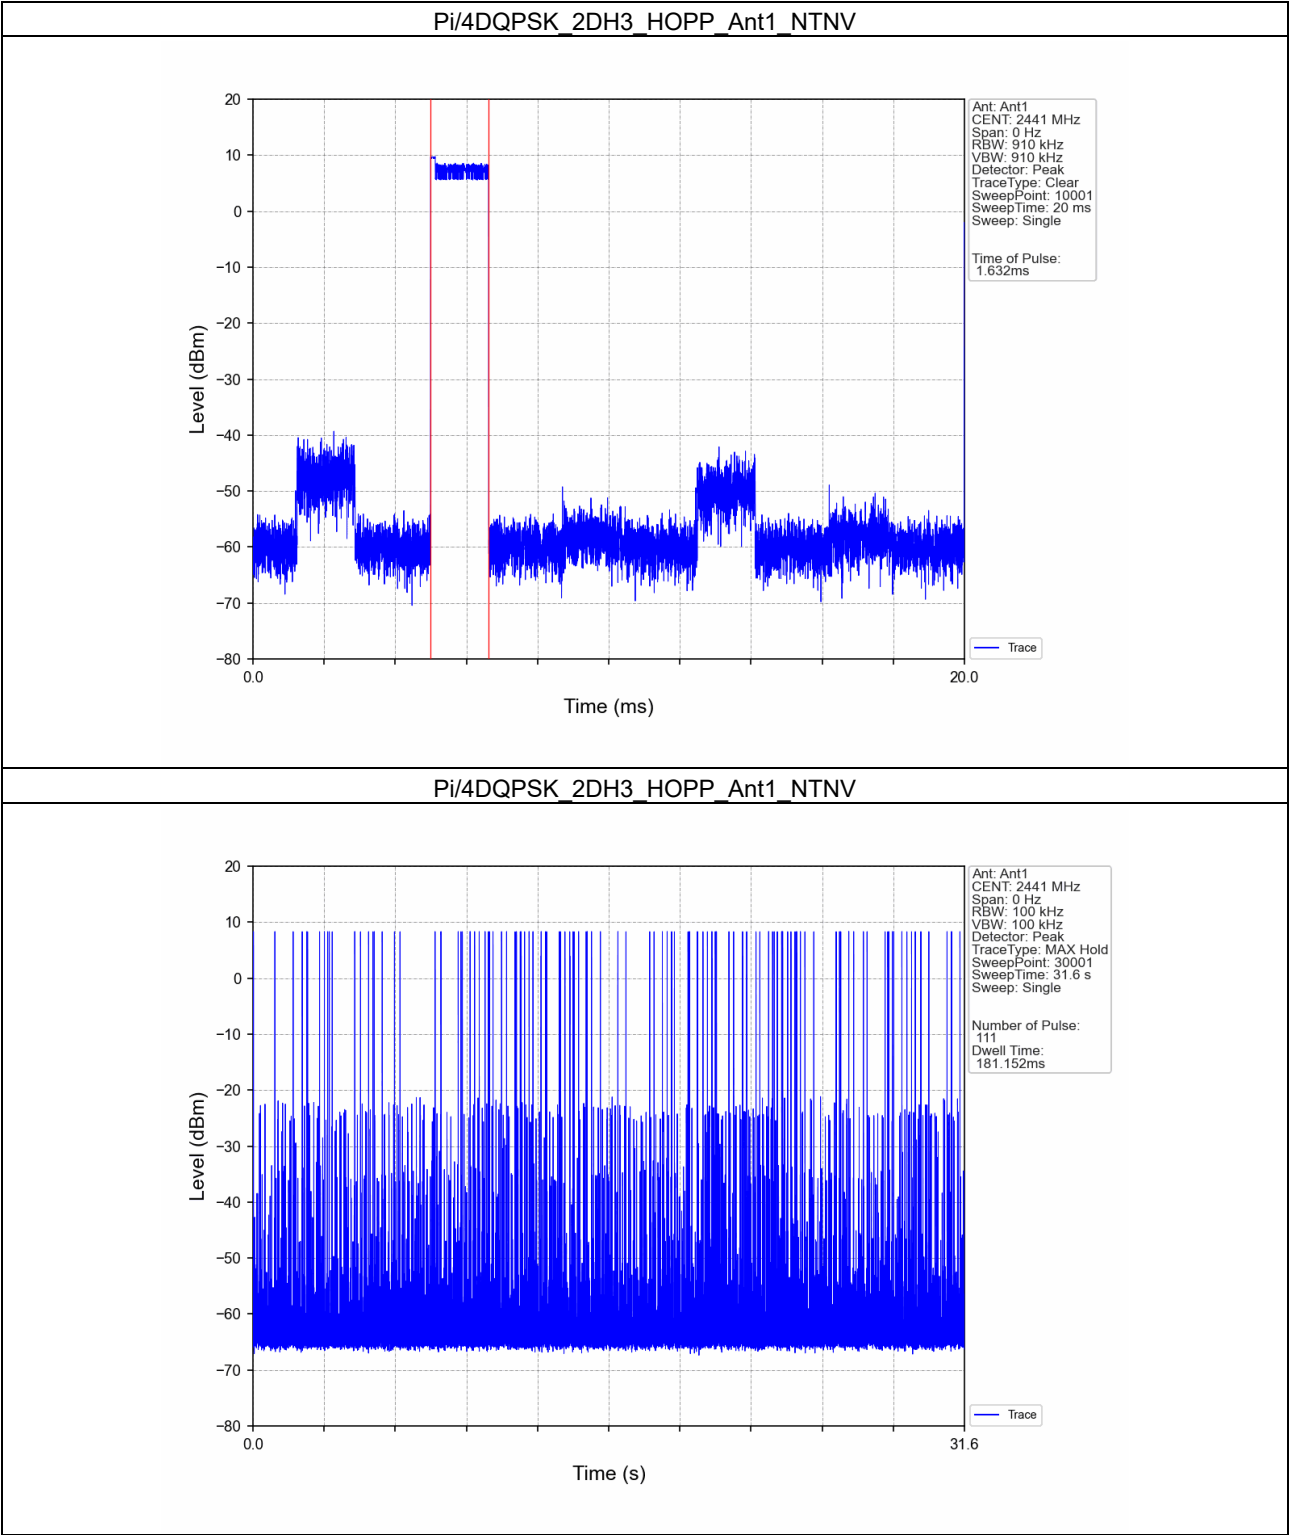 Pi/4DQPSK_2DH3_HOPP_Ant1_NTNV
20
10
0
−10
−20
−30
−40
−50
−60
−70
−80
Level (dBm)
0.0
20.0
Time (ms)
Ant: Ant1
CENT: 2441 MHz
Span: 0 Hz
RBW: 910 kHz
VBW: 910 kHz
Detector: Peak
TraceType: Clear
SweepPoint: 10001
SweepTime: 20 ms
Sweep: Single
Time of Pulse:
1.632ms
Trace
Pi/4DQPSK_2DH3_HOPP_Ant1_NTNV
20
10
0
−10
−20
−30
−40
−50
−60
−70
−80
Level (dBm)
0.0
31.6
Time (s)
Ant: Ant1
CENT: 2441 MHz
Span: 0 Hz
RBW: 100 kHz
VBW: 100 kHz
Detector: Peak
TraceType: MAX Hold
SweepPoint: 30001
SweepTime: 31.6 s
Sweep: Single
Number of Pulse:
111
Dwell Time:
181.152ms
Trace